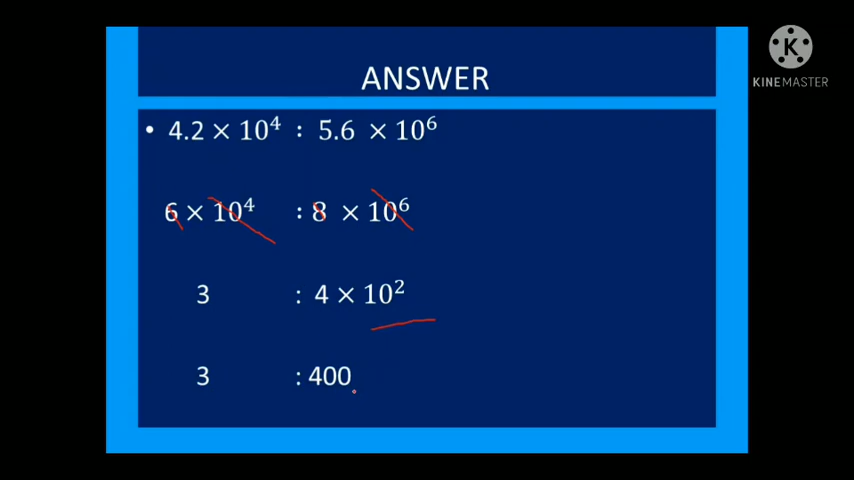 ANSWER
K
KINEMASTER
• 4.2 × 10⁴ : 5.6 × 10⁶
6 × 10⁴ : 8 × 10⁶
3 : 4 × 10²
3 : 400